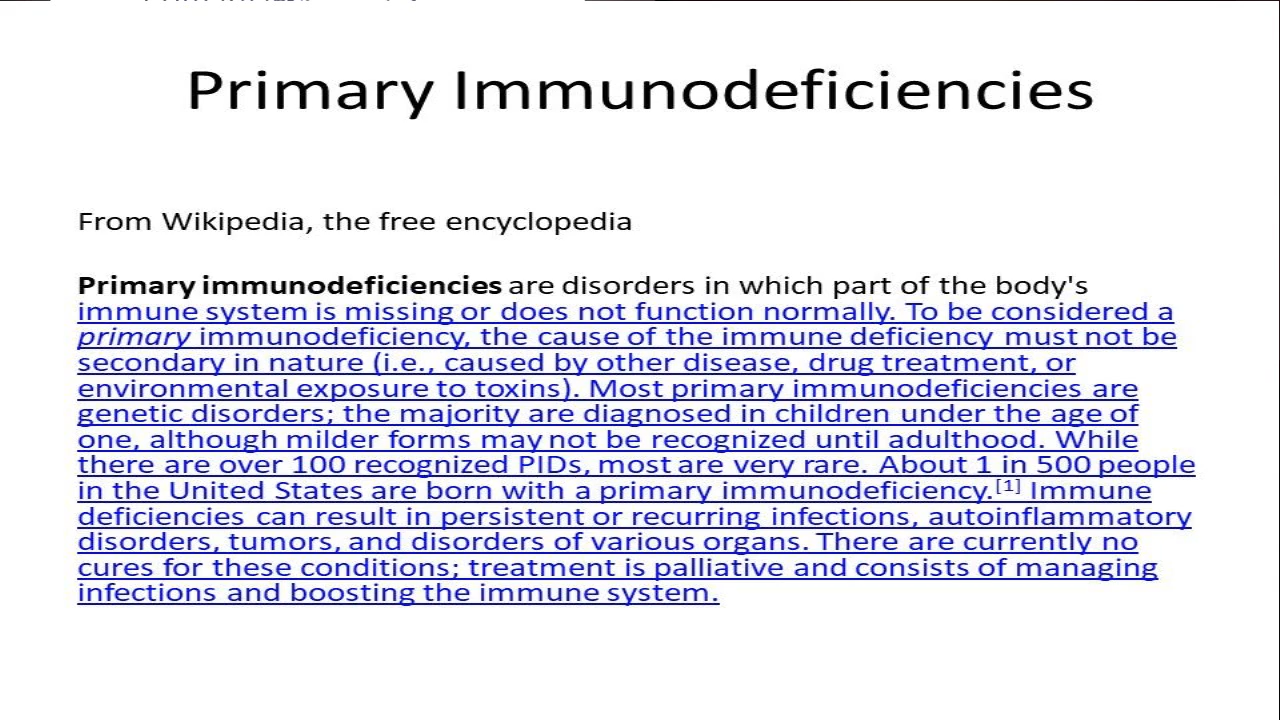 Primary Immunodeficiencies
From Wikipedia, the free encyclopedia
Primary immunodeficiencies are disorders in which part of the body's
immune system is missing or does not function normally. To be considered a
primary immunodeficiency, the cause of the immune deficiency must not be
secondary in nature (i.e., caused by other disease, drug treatment, or
environmental exposure to toxins). Most primary immunodeficiencies are
genetic disorders; the majority are diagnosed in children under the age of
one, although milder forms may not be recognized until adulthood. While
there are over 100 recognized PIDs, most are very rare. About 1 in 500 people
in the United States are born with a primary immunodeficiency.[1] Immune
deficiencies can result in persistent or recurring infections, autoinflammatory
disorders, tumors, and disorders of various organs. There are currently no
cures for these conditions; treatment is palliative and consists of managing
infections and boosting the immune system.